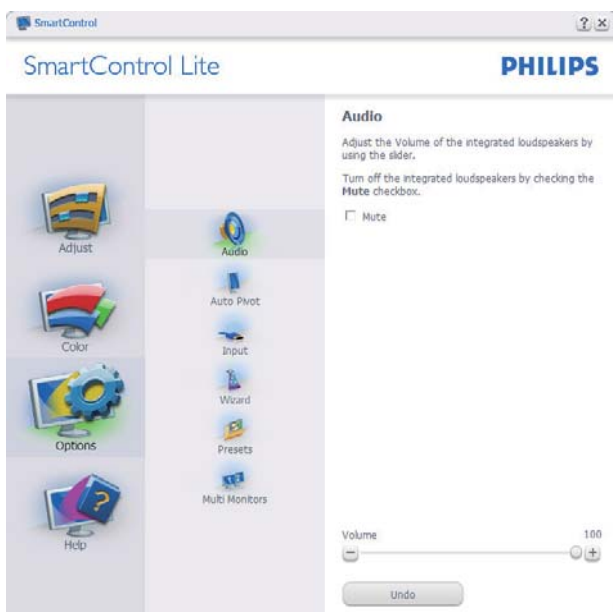 SmartControl
? x
SmartControl Lite
PHILIPS
Adjust
Color
Options
Help
Audio
Auto Pivot
Input
Wizard
Presets
Multi Monitors
Audio
Adjust the Volume of the integrated loudspeakers by
using the slider.
Turn off the integrated loudspeakers by checking the
Mute checkbox.
Mute
Volume 100
Undo